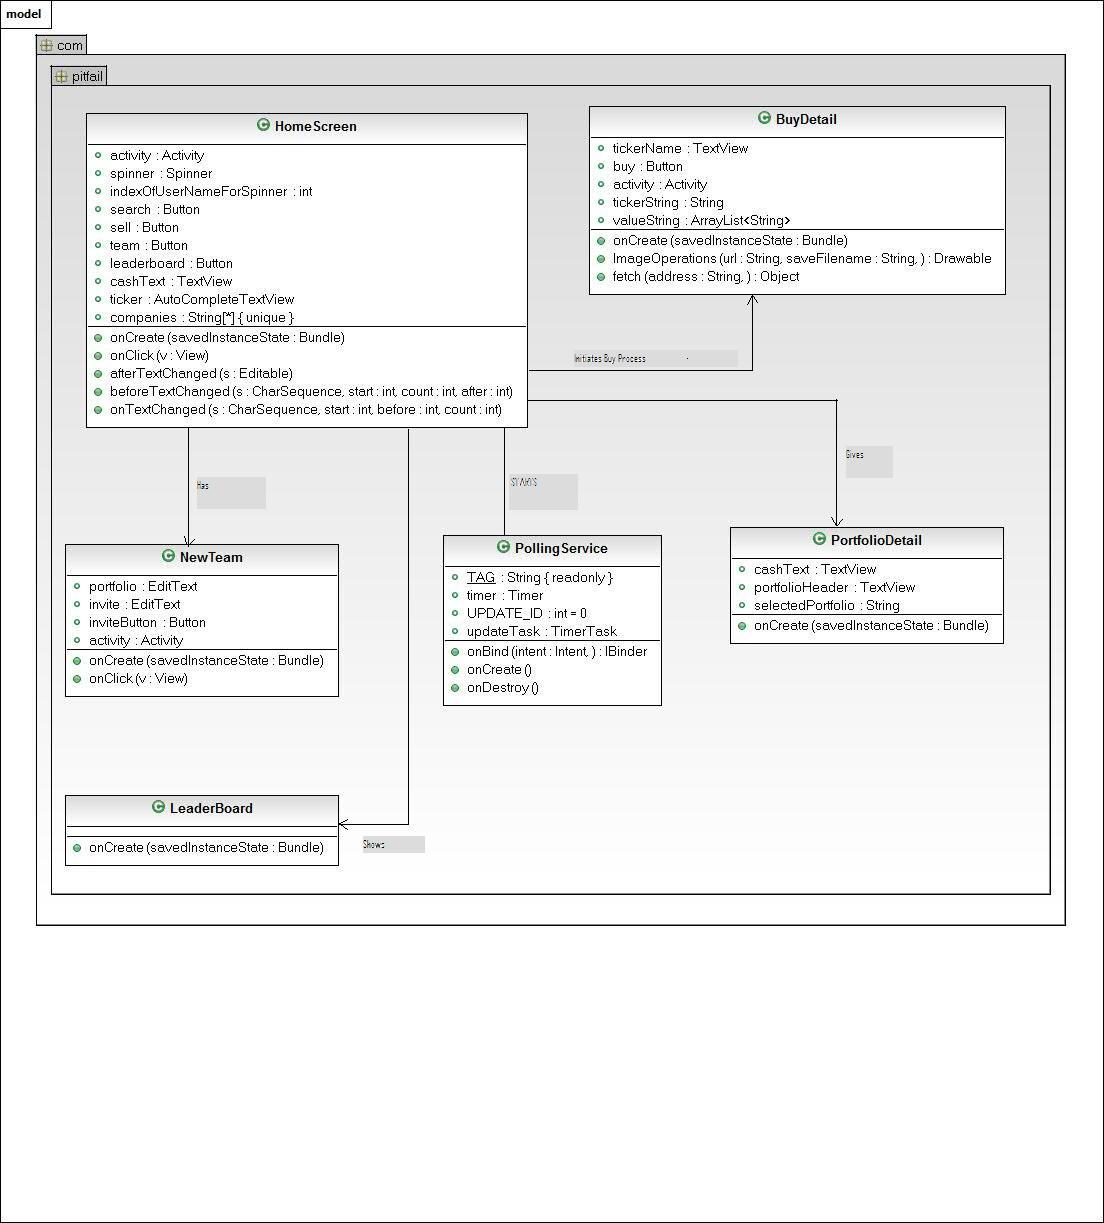 model
com
pitfail
HomeScreen
activity : Activity
spinner : Spinner
indexOfUserNameForSpinner : int
search : Button
sell : Button
team : Button
leaderboard : Button
cashText : TextView
ticker : AutoCompleteTextView
companies : String[*] { unique }
onCreate (savedInstanceState : Bundle)
onClick (v : View)
afterTextChanged (s : Editable)
beforeTextChanged (s : CharSequence, start : int, count : int, after : int)
onTextChanged (s : CharSequence, start : int, before : int, count : int)
BuyDetail
tickerName : TextView
buy : Button
activity : Activity
tickerString : String
valueString : ArrayList<String>
onCreate (savedInstanceState : Bundle)
ImageOperations (url : String, saveFilename : String, ) : Drawable
fetch (address : String, ) : Object
Initiates Buy Process
Has
STARTS
Gives
NewTeam
portfolio : EditText
invite : EditText
inviteButton : Button
activity : Activity
onCreate (savedInstanceState : Bundle)
onClick (v : View)
PollingService
TAG : String { readonly }
timer : Timer
UPDATE_ID : int = 0
updateTask : TimerTask
onBind (intent : Intent, ) : IBinder
onCreate ()
onDestroy ()
PortfolioDetail
cashText : TextView
portfolioHeader : TextView
selectedPortfolio : String
onCreate (savedInstanceState : Bundle)
LeaderBoard
onCreate (savedInstanceState : Bundle)
Shows